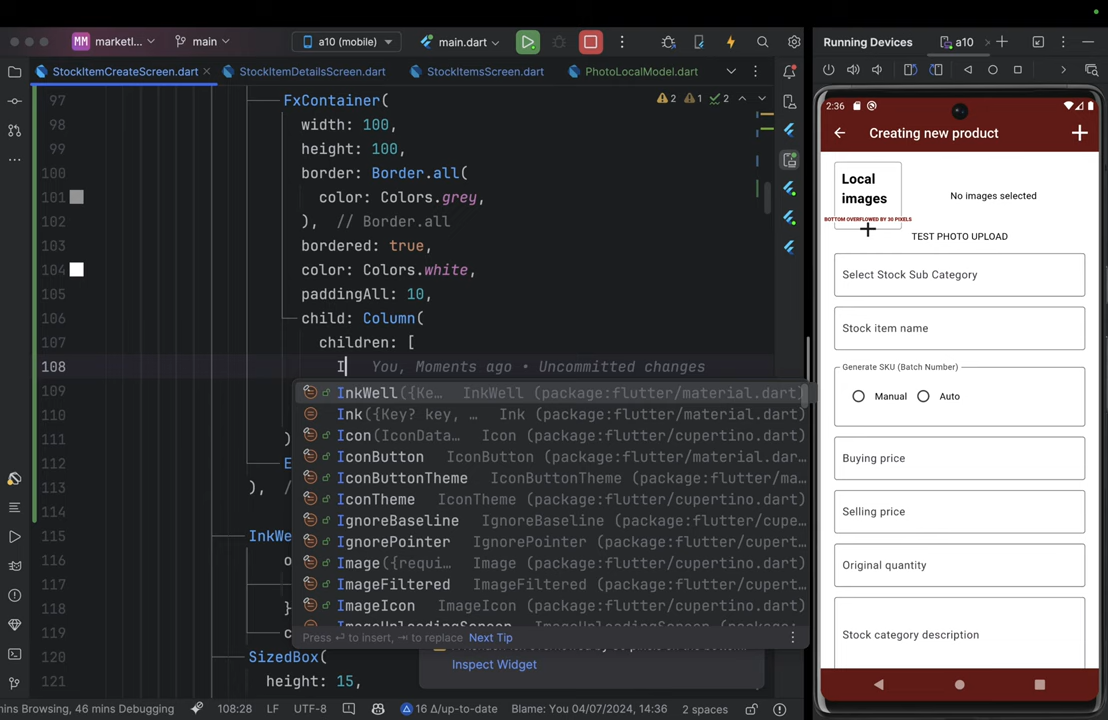 MM marketl...
main
a10 (mobile)
main.dart
Running Devices
a10
StockItemCreateScreen.dart
StockItemDetailsScreen.dart
StockItemsScreen.dart
PhotoLocalModel.dart
97 FxContainer(
2 1 2
98 width: 100,
99 height: 100,
100 border: Border.all(
101 color: Colors.grey,
102 ), // Border.all
103 bordered: true,
104 color: Colors.white,
105 paddingAll: 10,
106 child: Column(
107 children: [
108 I You, Moments ago • Uncommitted changes
109
110
111 )
112 E
113 ), /
114
115 InkWe
116 o
117
118 }
119 c
120 SizedBox(
121 height: 15,
InkWell({Ke... InkWell (package:flutter/material.dart)
Ink({Key? key, ... Ink (package:flutter/material.dart)
Icon(IconData... Icon (package:flutter/cupertino.dart)
IconButton IconButton (package:flutter/material.dar...
IconButtonTheme IconButtonTheme (package:flutter/ma...
IconTheme IconTheme (package:flutter/cupertino.dart)
IgnoreBaseline IgnoreBaseline (package:flutter/cupe...
IgnorePointer IgnorePointer (package:flutter/cupert...
Image({requi... Image (package:flutter/cupertino.dart)
ImageFiltered ImageFiltered (package:flutter/cupert...
ImageIcon ImageIcon (package:flutter/cupertino.dart)
Press ⏎ to insert, ⇥ to replace Next Tip
Inspect Widget
mns Browsing, 46 mins Debugging
108:28 LF UTF-8
16 Δ/up-to-date
Blame: You 04/07/2024, 14:36
2 spaces
2:36
Creating new product
Local
images
No images selected
BOTTOM OVERFLOWED BY 30 PIXELS
TEST PHOTO UPLOAD
Select Stock Sub Category
Stock item name
Generate SKU (Batch Number)
Manual Auto
Buying price
Selling price
Original quantity
Stock category description